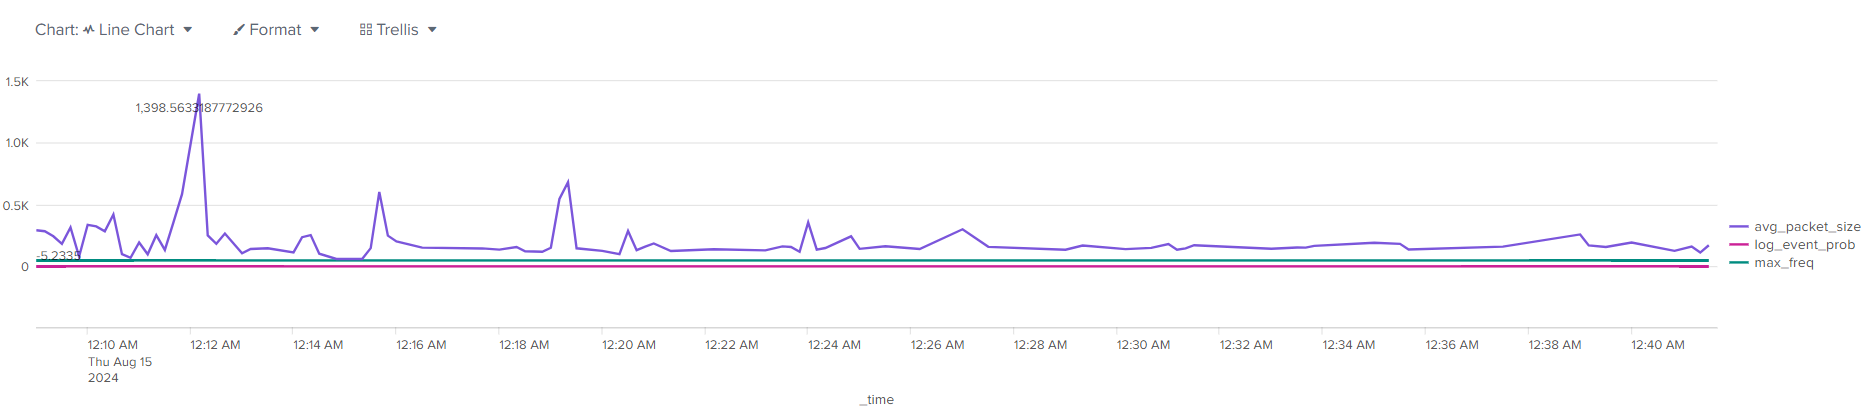 Chart: Line Chart Format Trellis
1.5K
1,398.5633187772926
1.0K
0.5K
avg_packet_size
log_event_prob
-5.2335
max_freq
0
12:10 AM 12:12 AM 12:14 AM 12:16 AM 12:18 AM 12:20 AM 12:22 AM 12:24 AM 12:26 AM 12:28 AM 12:30 AM 12:32 AM 12:34 AM 12:36 AM 12:38 AM 12:40 AM
Thu Aug 15
2024
_time